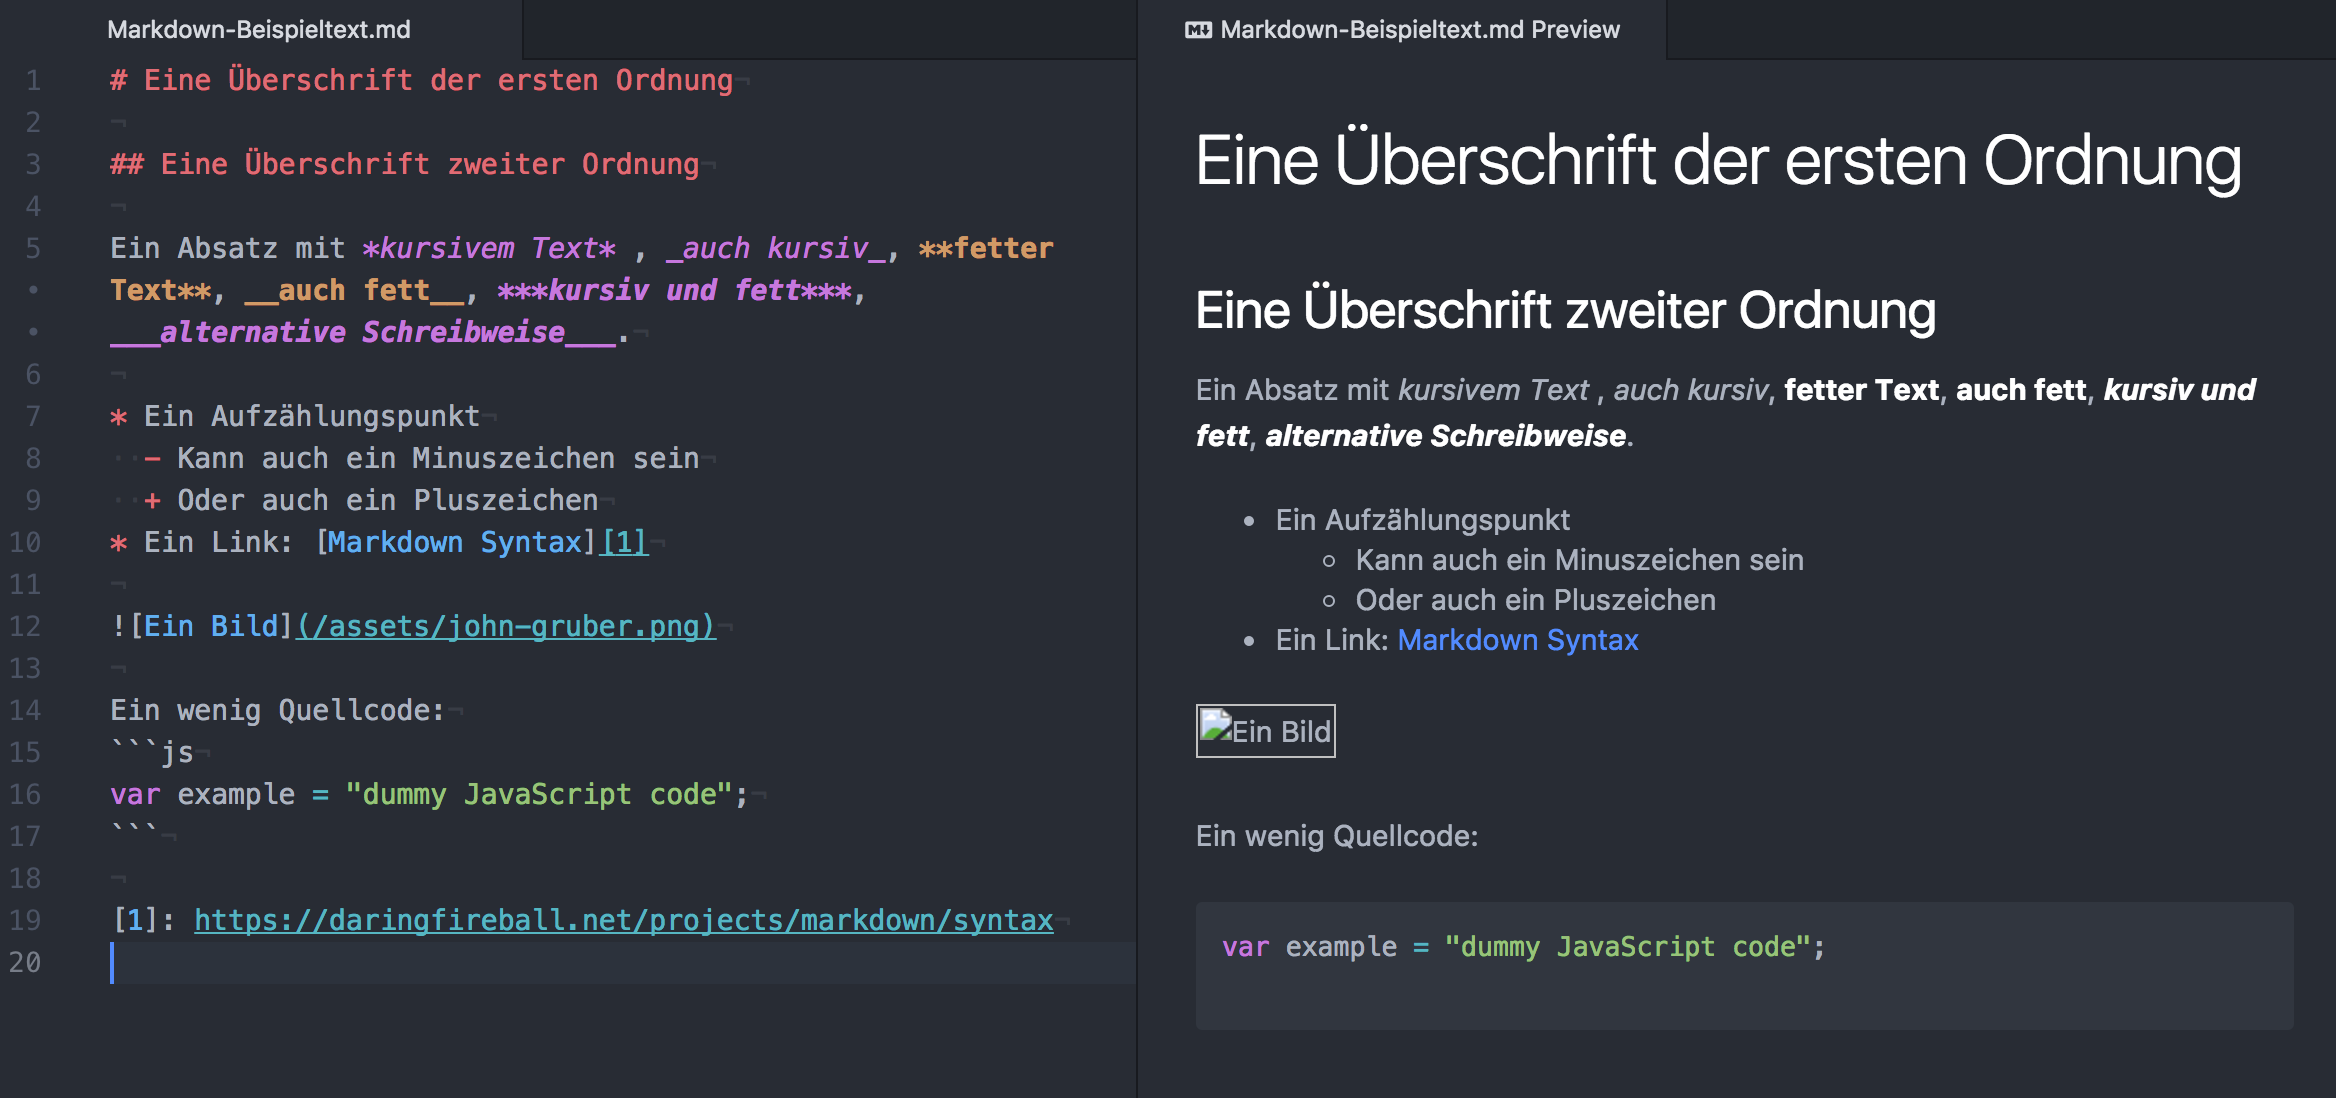 Markdown-Beispieltext.md
1 # Eine Überschrift der ersten Ordnung¬
2 ¬
3 ## Eine Überschrift zweiter Ordnung¬
4 ¬
5 Ein Absatz mit *kursivem Text* , _auch kursiv_, **fetter
• Text**, __auch fett__, ***kursiv und fett***,
• ___alternative Schreibweise___.¬
6 ¬
7 * Ein Aufzählungspunkt¬
8 ··- Kann auch ein Minuszeichen sein¬
9 ··+ Oder auch ein Pluszeichen¬
10 * Ein Link: [Markdown Syntax][1]¬
11 ¬
12 ![Ein Bild](/assets/john-gruber.png)¬
13 ¬
14 Ein wenig Quellcode:¬
15 ```js¬
16 var example = "dummy JavaScript code";¬
17 ```¬
18 ¬
19 [1]: https://daringfireball.net/projects/markdown/syntax¬
20
Markdown-Beispieltext.md Preview
Eine Überschrift der ersten Ordnung
Eine Überschrift zweiter Ordnung
Ein Absatz mit kursivem Text , auch kursiv, fetter Text, auch fett, kursiv und
fett, alternative Schreibweise.
• Ein Aufzählungspunkt
◦ Kann auch ein Minuszeichen sein
◦ Oder auch ein Pluszeichen
• Ein Link: Markdown Syntax
Ein Bild
Ein wenig Quellcode:
var example = "dummy JavaScript code";